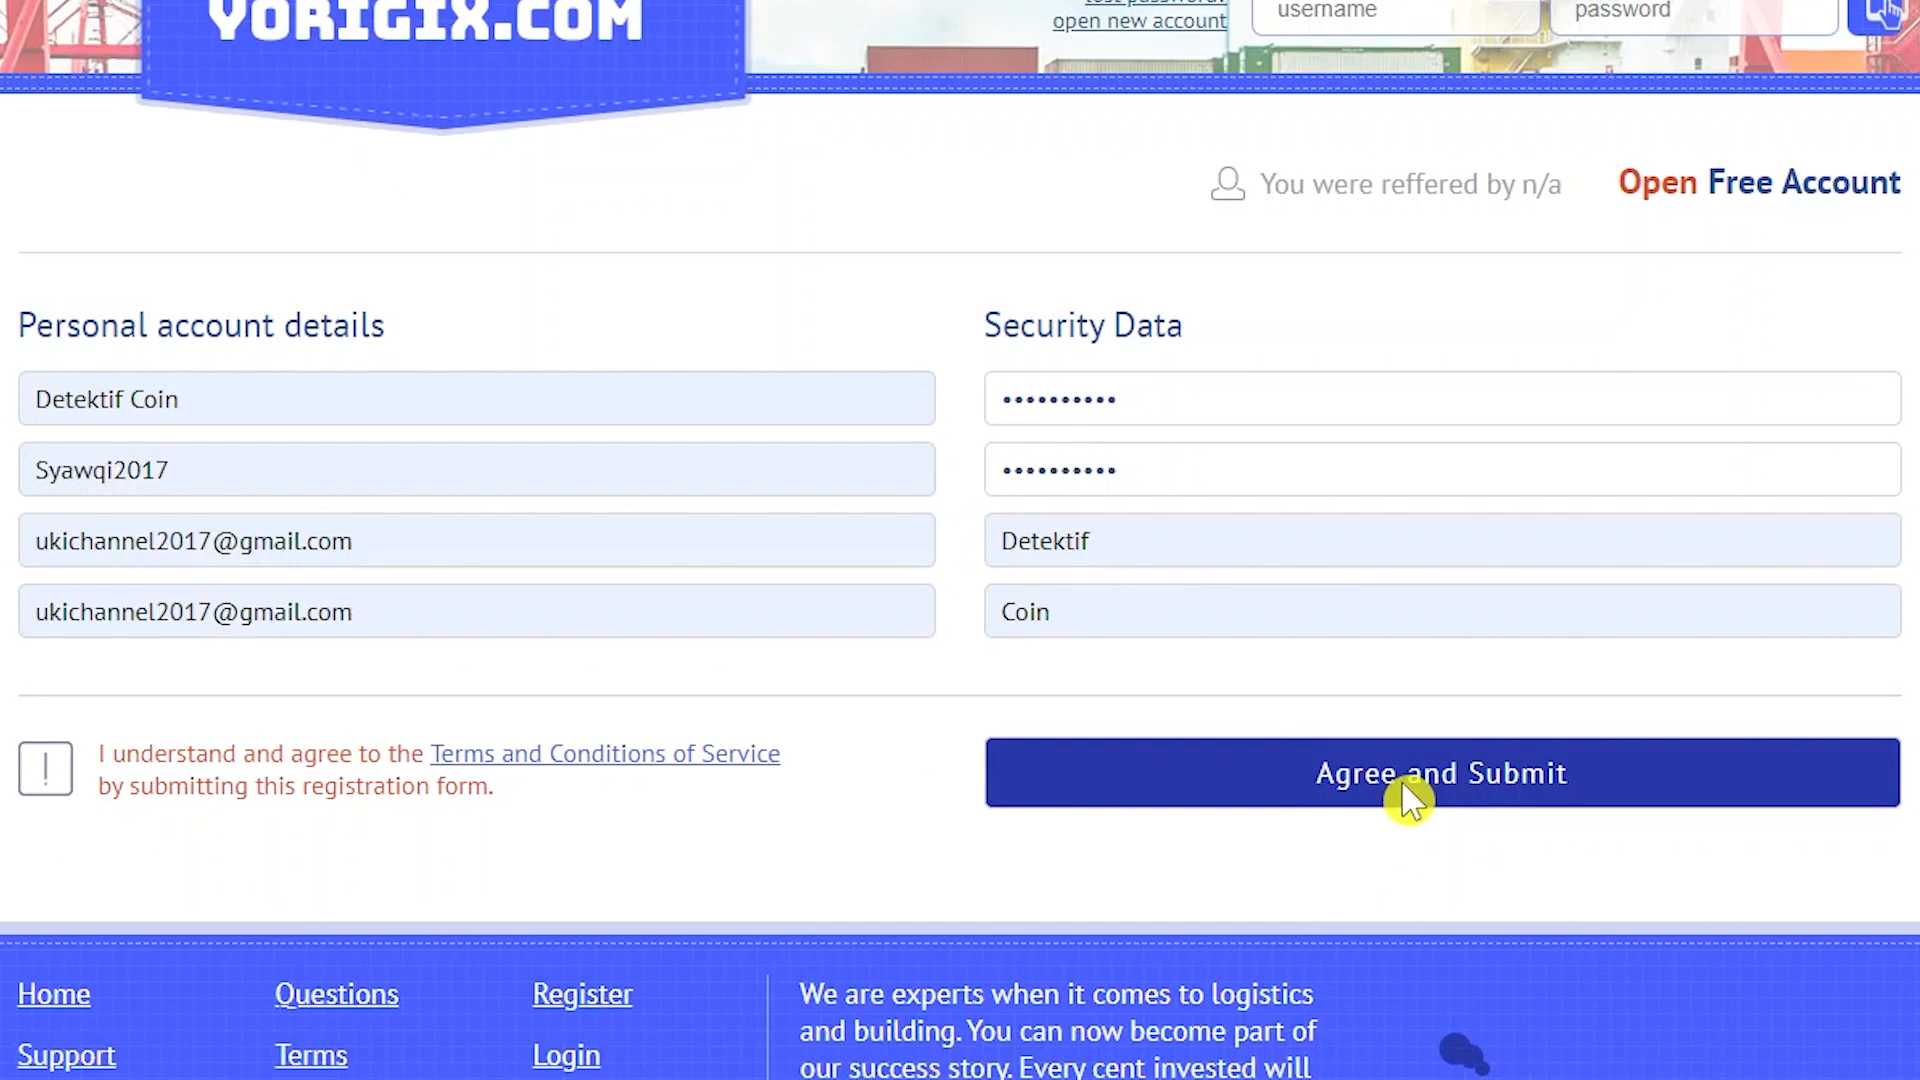 YORIGIX.COM
lost password?
open new account
username
password
You were reffered by n/a
Open Free Account
Personal account details
Security Data
Detektif Coin
••••••••••
Syawqi2017
••••••••••
ukichannel2017@gmail.com
Detektif
ukichannel2017@gmail.com
Coin
I understand and agree to the Terms and Conditions of Service
by submitting this registration form.
Agree and Submit
Home
Questions
Register
Support
Terms
Login
We are experts when it comes to logistics
and building. You can now become part of
our success story. Every cent invested will